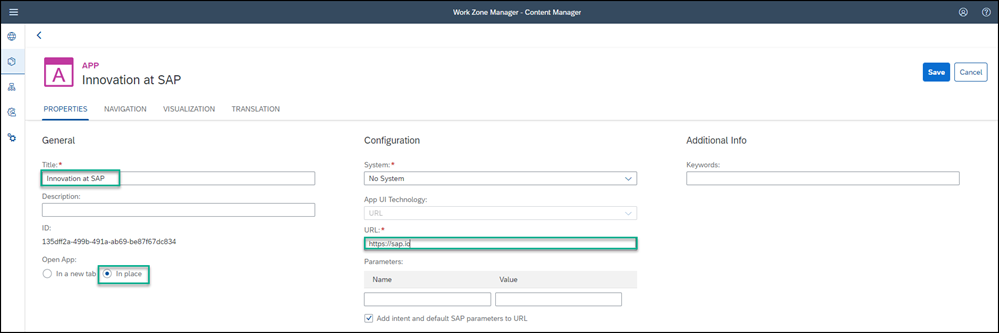 Work Zone Manager - Content Manager
A
APP
Innovation at SAP
Save
Cancel
PROPERTIES
NAVIGATION
VISUALIZATION
TRANSLATION
General
Title:*
Innovation at SAP
Description:
ID:
135dff2a-499b-491a-ab69-be87f67dc834
Open App:
In a new tab
In place
Configuration
System:*
No System
App UI Technology:
URL
URL:*
https://sap.io
Parameters:
Name
Value
Add intent and default SAP parameters to URL
Additional Info
Keywords: